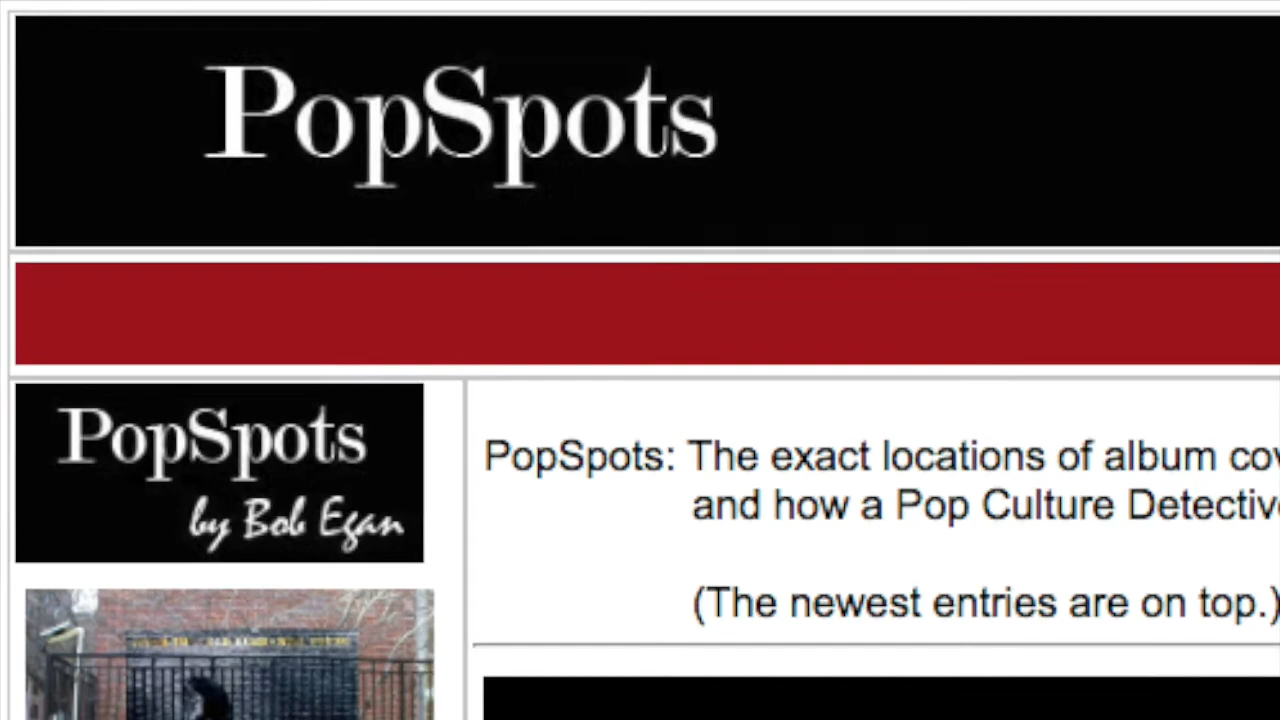 PopSpots
PopSpots
by Bob Egan
PopSpots: The exact locations of album cov
and how a Pop Culture Detectiv
(The newest entries are on top.)